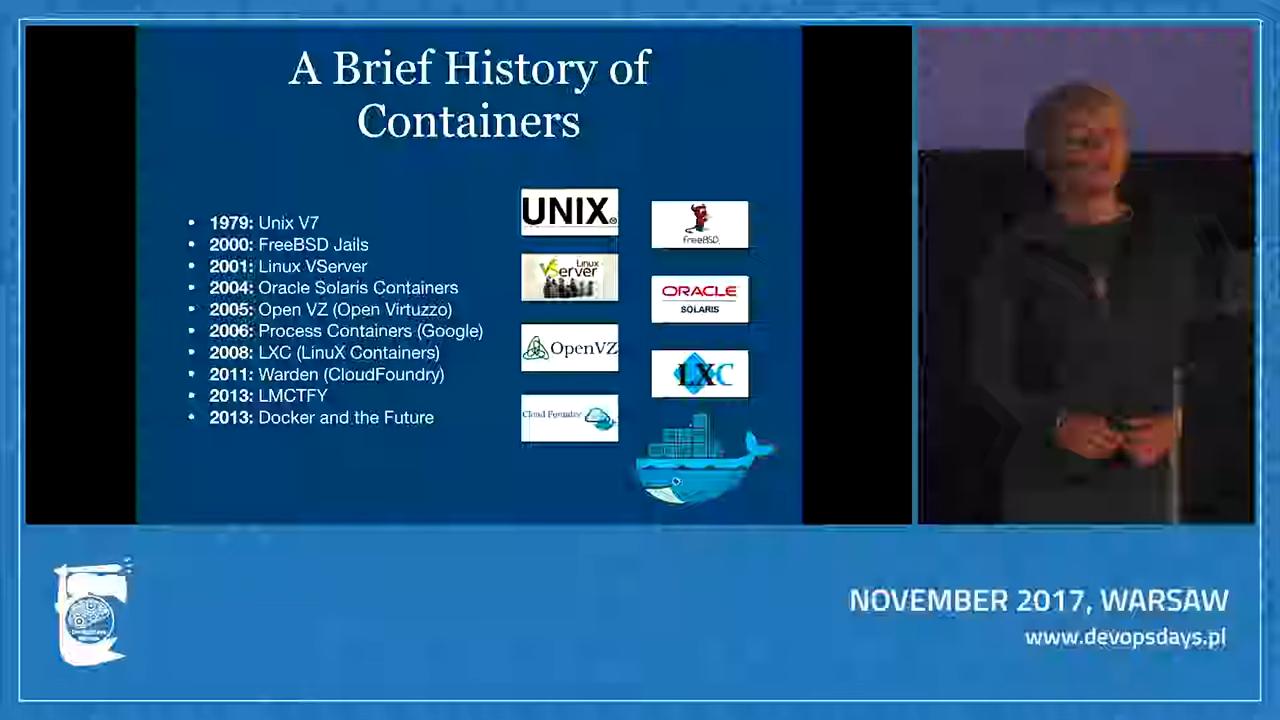 A Brief History of
Containers
• 1979: Unix V7
• 2000: FreeBSD Jails
• 2001: Linux VServer
• 2004: Oracle Solaris Containers
• 2005: Open VZ (Open Virtuzzo)
• 2006: Process Containers (Google)
• 2008: LXC (LinuX Containers)
• 2011: Warden (CloudFoundry)
• 2013: LMCTFY
• 2013: Docker and the Future
UNIX®
FreeBSD
Linux
VServer
ORACLE
SOLARIS
OpenVZ
LXC
Cloud Foundry
NOVEMBER 2017, WARSAW
www.devopsdays.pl